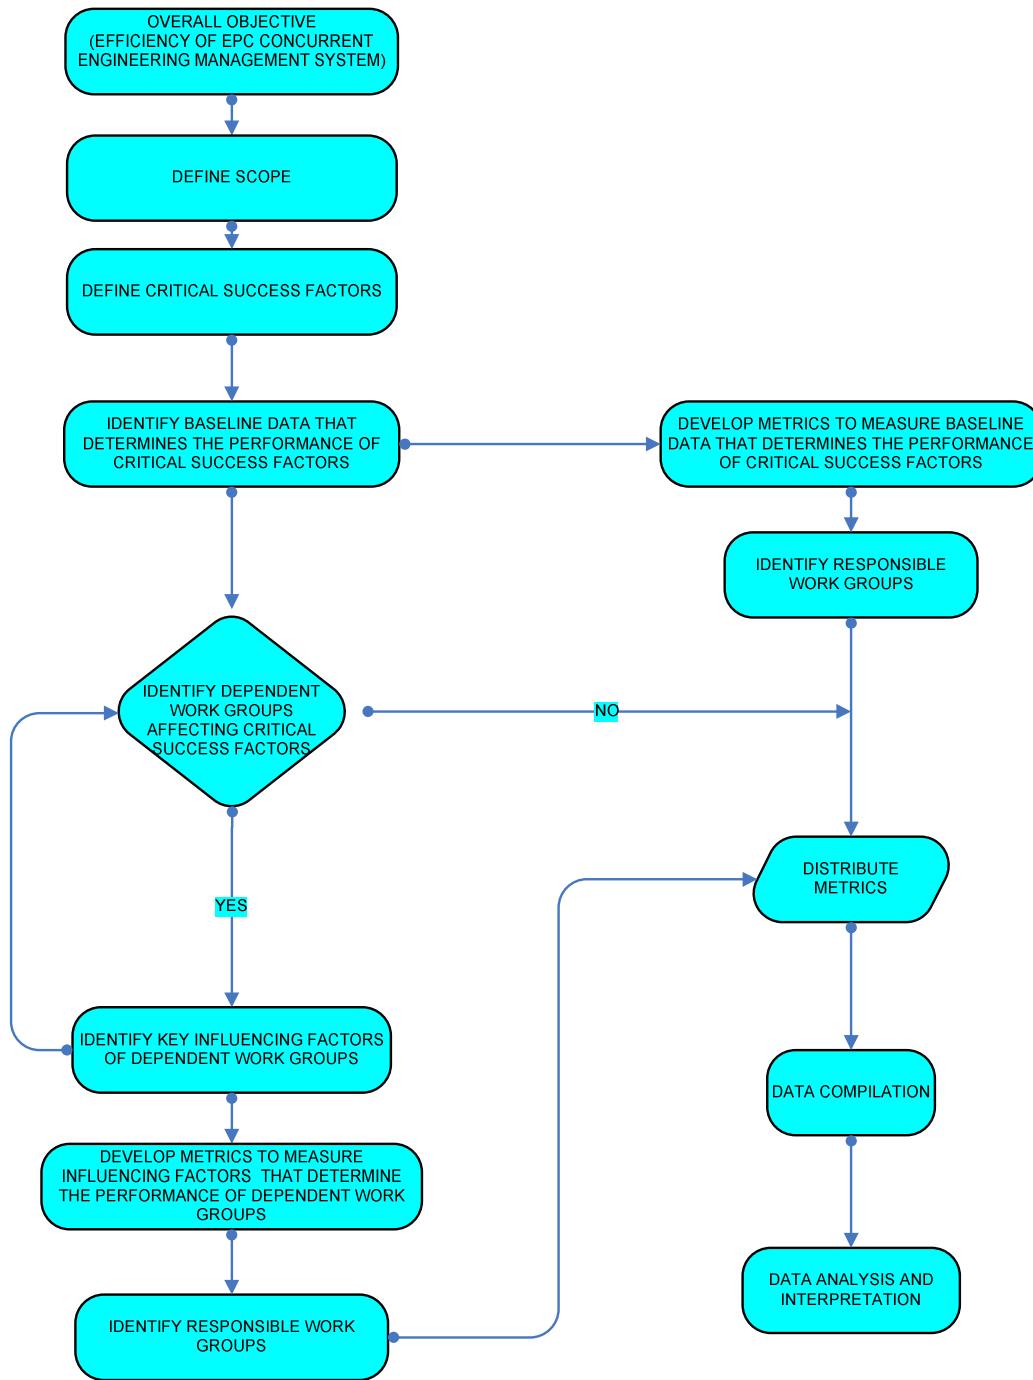 OVERALL OBJECTIVE
(EFFICIENCY OF EPC CONCURRENT
ENGINEERING MANAGEMENT SYSTEM)
DEFINE SCOPE
DEFINE CRITICAL SUCCESS FACTORS
IDENTIFY BASELINE DATA THAT
DETERMINES THE PERFORMANCE OF
CRITICAL SUCCESS FACTORS
DEVELOP METRICS TO MEASURE BASELINE
DATA THAT DETERMINES THE PERFORMANCE
OF CRITICAL SUCCESS FACTORS
IDENTIFY RESPONSIBLE
WORK GROUPS
IDENTIFY DEPENDENT
WORK GROUPS
AFFECTING CRITICAL
SUCCESS FACTORS
NO
YES
DISTRIBUTE
METRICS
IDENTIFY KEY INFLUENCING FACTORS
OF DEPENDENT WORK GROUPS
DATA COMPILATION
DEVELOP METRICS TO MEASURE
INFLUENCING FACTORS THAT DETERMINE
THE PERFORMANCE OF DEPENDENT WORK
GROUPS
DATA ANALYSIS AND
INTERPRETATION
IDENTIFY RESPONSIBLE WORK
GROUPS